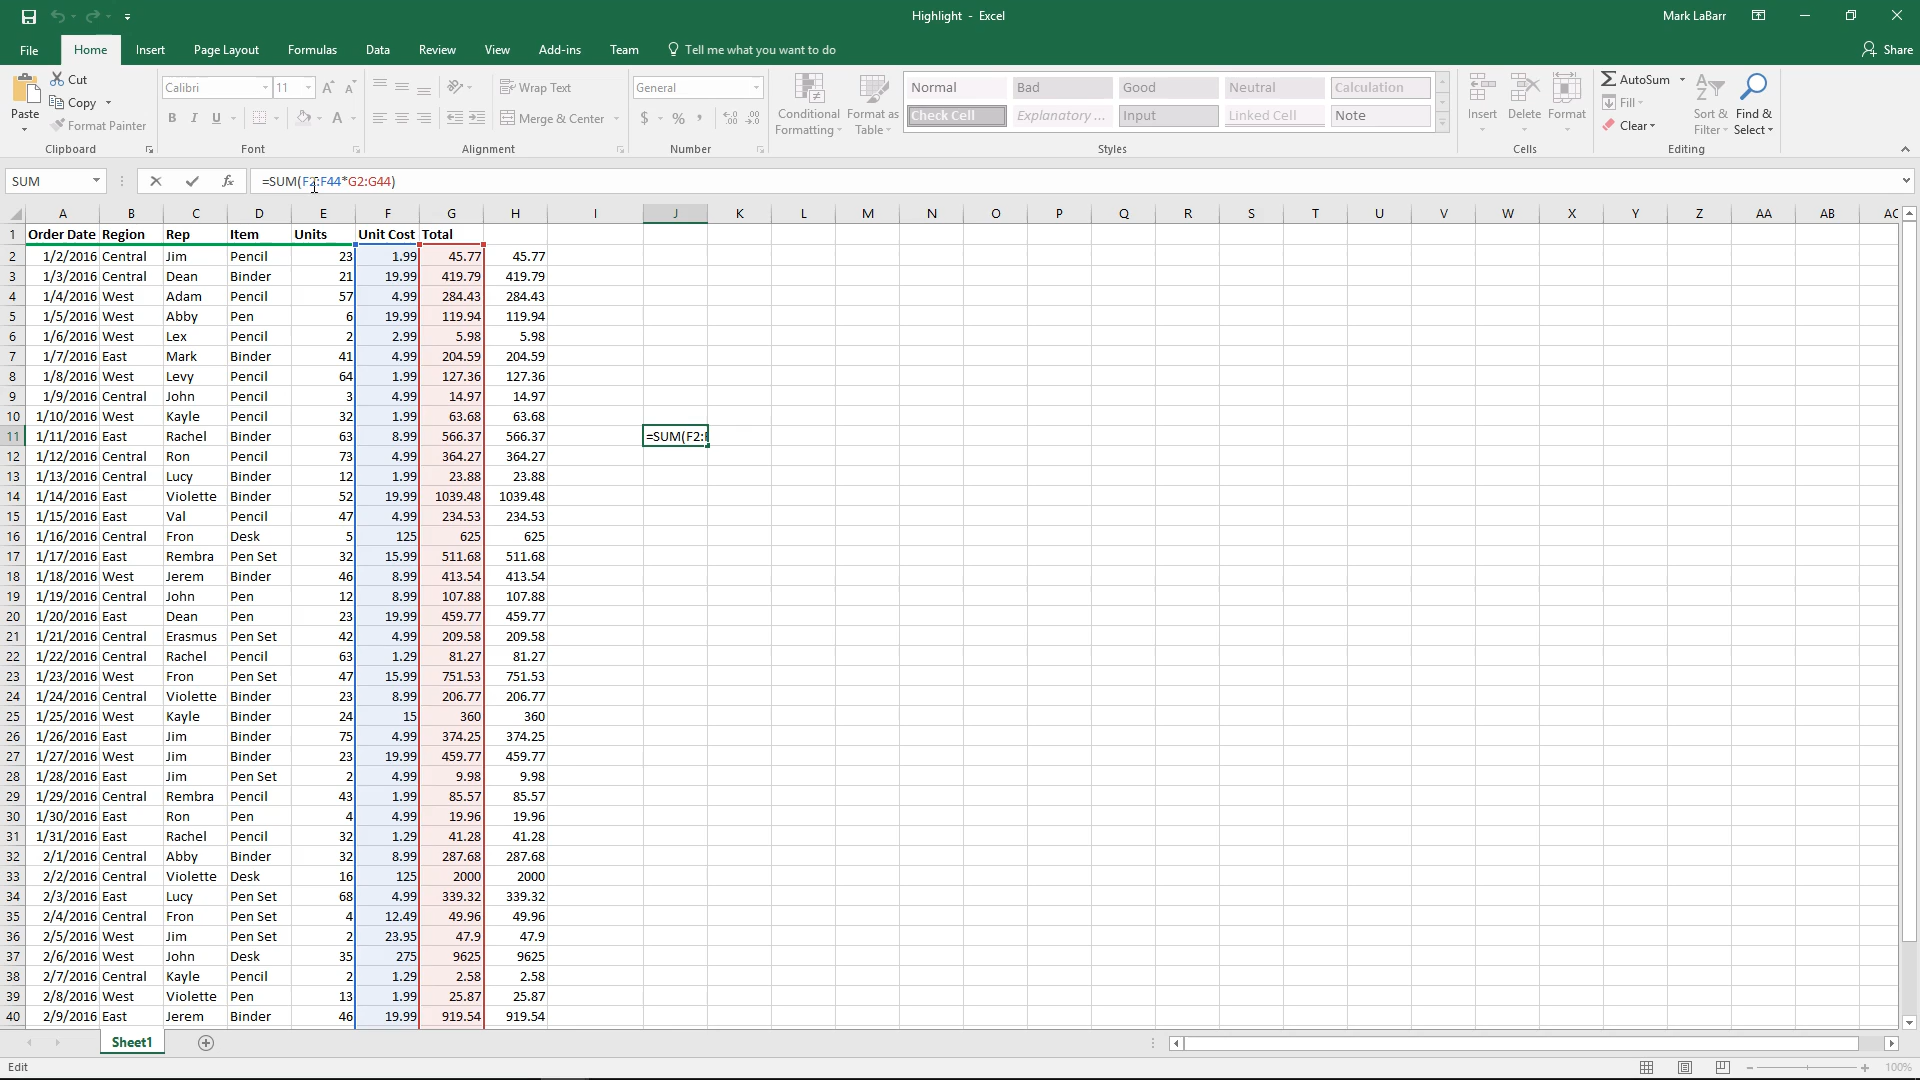 Highlight - Excel
Mark LaBarr
File Home Insert Page Layout Formulas Data Review View Add-ins Team Tell me what you want to do Share
Paste
Cut
Copy
Format Painter
Clipboard
Calibri 11
B I U
Font
Wrap Text
Merge & Center
Alignment
General
$ % ,
Number
Conditional Formatting
Format as Table
Normal Bad Good Neutral Calculation
Check Cell Explanatory ... Input Linked Cell Note
Styles
Insert Delete Format
Cells
AutoSum
Fill
Clear
Sort & Filter
Find & Select
Editing
SUM fx =SUM(F2:F44*G2:G44)
A B C D E F G H I J K L M N O P Q R S T U V W X Y Z AA AB AC
1 Order Date Region Rep Item Units Unit Cost Total
2 1/2/2016 Central Jim Pencil 23 1.99 45.77 45.77
3 1/3/2016 Central Dean Binder 21 19.99 419.79 419.79
4 1/4/2016 West Adam Pencil 57 4.99 284.43 284.43
5 1/5/2016 West Abby Pen 6 19.99 119.94 119.94
6 1/6/2016 West Lex Pencil 2 2.99 5.98 5.98
7 1/7/2016 East Mark Binder 41 4.99 204.59 204.59
8 1/8/2016 West Levy Pencil 64 1.99 127.36 127.36
9 1/9/2016 Central John Pencil 3 4.99 14.97 14.97
10 1/10/2016 West Kayle Pencil 32 1.99 63.68 63.68
11 1/11/2016 East Rachel Binder 63 8.99 566.37 566.37 =SUM(F2:F
12 1/12/2016 Central Ron Pencil 73 4.99 364.27 364.27
13 1/13/2016 Central Lucy Binder 12 1.99 23.88 23.88
14 1/14/2016 East Violette Binder 52 19.99 1039.48 1039.48
15 1/15/2016 East Val Pencil 47 4.99 234.53 234.53
16 1/16/2016 Central Fron Desk 5 125 625 625
17 1/17/2016 East Rembra Pen Set 32 15.99 511.68 511.68
18 1/18/2016 West Jerem Binder 46 8.99 413.54 413.54
19 1/19/2016 Central John Pen 12 8.99 107.88 107.88
20 1/20/2016 East Dean Pen 23 19.99 459.77 459.77
21 1/21/2016 Central Erasmus Pen Set 42 4.99 209.58 209.58
22 1/22/2016 Central Rachel Pencil 63 1.29 81.27 81.27
23 1/23/2016 West Fron Pen Set 47 15.99 751.53 751.53
24 1/24/2016 Central Violette Binder 23 8.99 206.77 206.77
25 1/25/2016 West Kayle Binder 24 15 360 360
26 1/26/2016 East Jim Binder 75 4.99 374.25 374.25
27 1/27/2016 West Jim Binder 23 19.99 459.77 459.77
28 1/28/2016 East Jim Pen Set 2 4.99 9.98 9.98
29 1/29/2016 Central Rembra Pencil 43 1.99 85.57 85.57
30 1/30/2016 East Ron Pen 4 4.99 19.96 19.96
31 1/31/2016 East Rachel Pencil 32 1.29 41.28 41.28
32 2/1/2016 Central Abby Binder 32 8.99 287.68 287.68
33 2/2/2016 Central Violette Desk 16 125 2000 2000
34 2/3/2016 East Lucy Pen Set 68 4.99 339.32 339.32
35 2/4/2016 Central Fron Pen Set 4 12.49 49.96 49.96
36 2/5/2016 West Jim Pen Set 2 23.95 47.9 47.9
37 2/6/2016 West John Desk 35 275 9625 9625
38 2/7/2016 Central Kayle Pencil 2 1.29 2.58 2.58
39 2/8/2016 West Violette Pen 13 1.99 25.87 25.87
40 2/9/2016 East Jerem Binder 46 19.99 919.54 919.54
Sheet1
Edit
100%